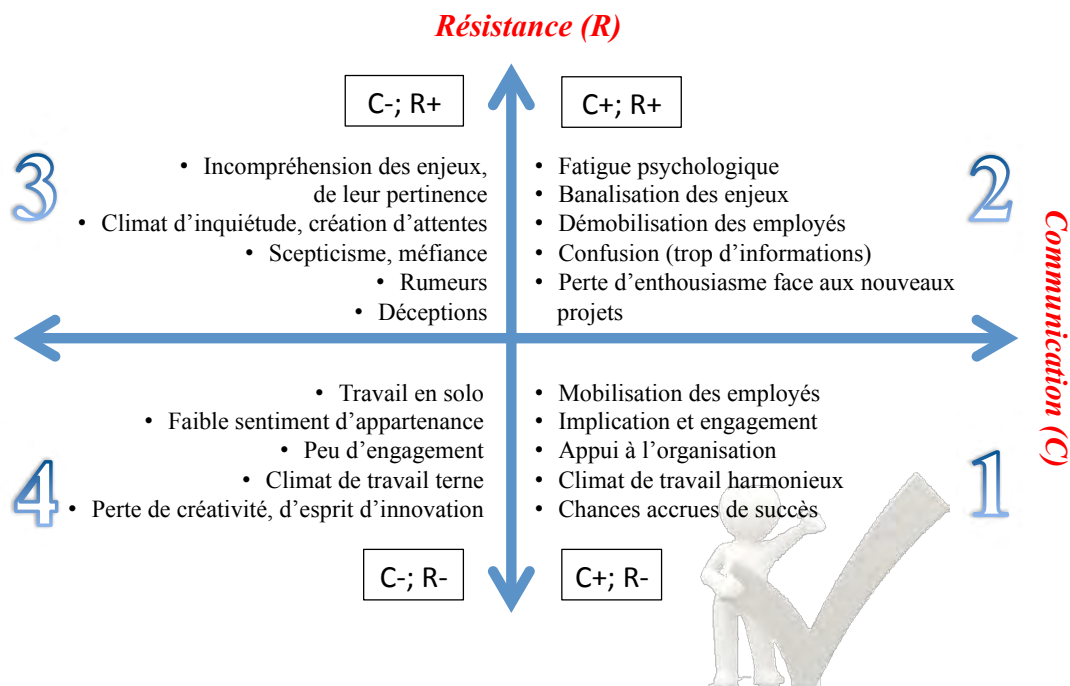 Résistance (R)
C-; R+
C+; R+
3
• Incompréhension des enjeux,
de leur pertinence
• Climat d'inquiétude, création d'attentes
• Scepticisme, méfiance
• Rumeurs
• Déceptions
• Fatigue psychologique
• Banalisation des enjeux
• Démobilisation des employés
• Confusion (trop d'informations)
• Perte d'enthousiasme face aux nouveaux
projets
2
Communication (C)
4
• Travail en solo
• Faible sentiment d'appartenance
• Peu d'engagement
• Climat de travail terne
• Perte de créativité, d'esprit d'innovation
• Mobilisation des employés
• Implication et engagement
• Appui à l'organisation
• Climat de travail harmonieux
• Chances accrues de succès
1
C-; R-
C+; R-